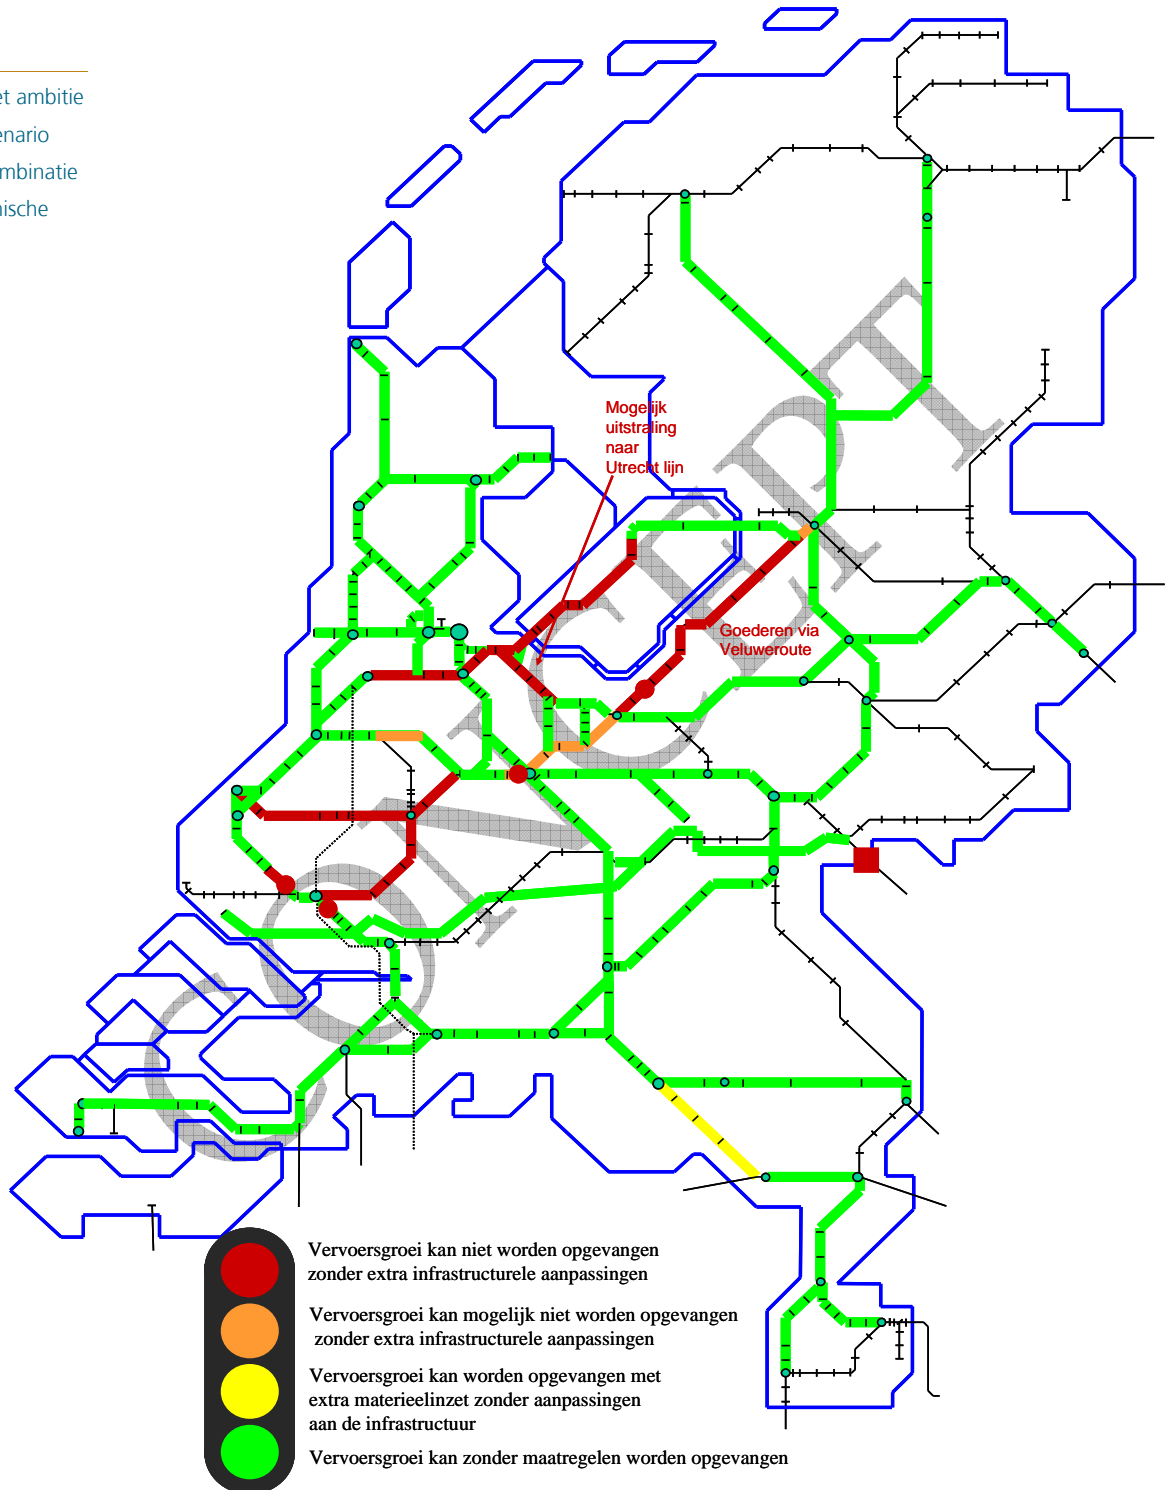 et ambitie
enario
mbinatie
nische
Mogelijk
uitstraling
naar
Utrecht lijn
Goederen via
Veluweroute
CONCEPT
Vervoersgroei kan niet worden opgevangen
zonder extra infrastructurele aanpassingen
Vervoersgroei kan mogelijk niet worden opgevangen
zonder extra infrastructurele aanpassingen
Vervoersgroei kan worden opgevangen met
extra materieelinzet zonder aanpassingen
aan de infrastructuur
Vervoersgroei kan zonder maatregelen worden opgevangen